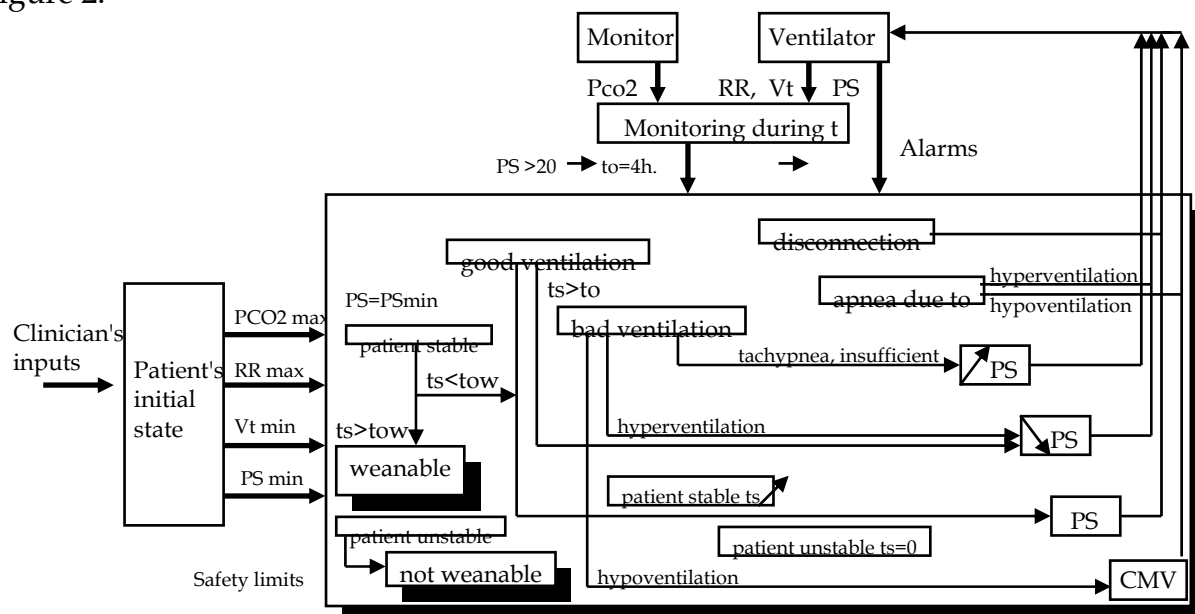 igure 2.
Monitor
Ventilator
Pco2
RR, Vt PS
Monitoring during t
PS >20 to=4h.
Alarms
disconnection
good ventilation
ts>to
hyperventilation
apnea due to
hypoventilation
PS=PSmin
PCO2 max
Clinician's
inputs
Patient's
initial
state
patient stable
bad ventilation
tachypnea, insufficient
PS
RR max
ts<tow
Vt min
ts>tow
hyperventilation
PS
weanable
PS min
patient stable ts
PS
patient unstable
patient unstable ts=0
not weanable
Safety limits
hypoventilation
CMV